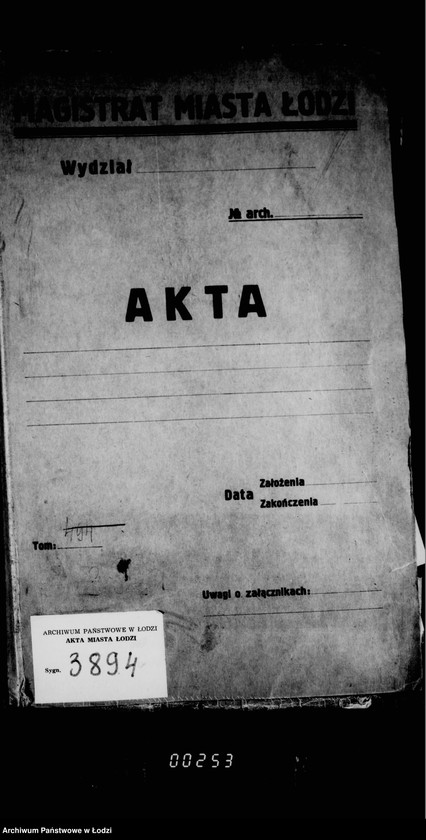 MAGISTRAT MIASTA ŁODZI
Wydział
№ arch.
AKTA
Data Założenia
Zakończenia
494
Tom:
Uwagi o załącznikach:
ARCHIWUM PAŃSTWOWE W ŁODZI
AKTA MIASTA ŁODZI
Sygn. 3894
00253
Archiwum Państwowe w Łodzi